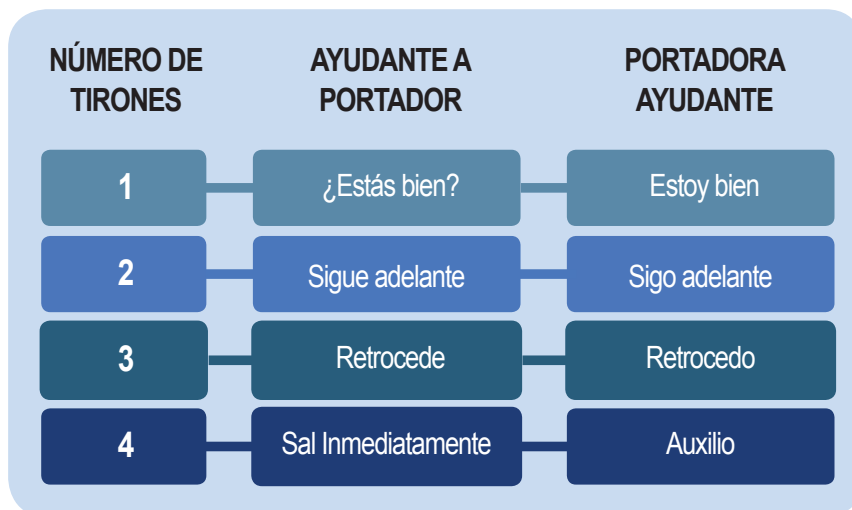 NÚMERO DE
TIRONES
AYUDANTE A
PORTADOR
PORTADORA
AYUDANTE
1 ¿Estás bien? Estoy bien
2 Sigue adelante Sigo adelante
3 Retrocede Retrocedo
4 Sal Inmediatamente Auxilio